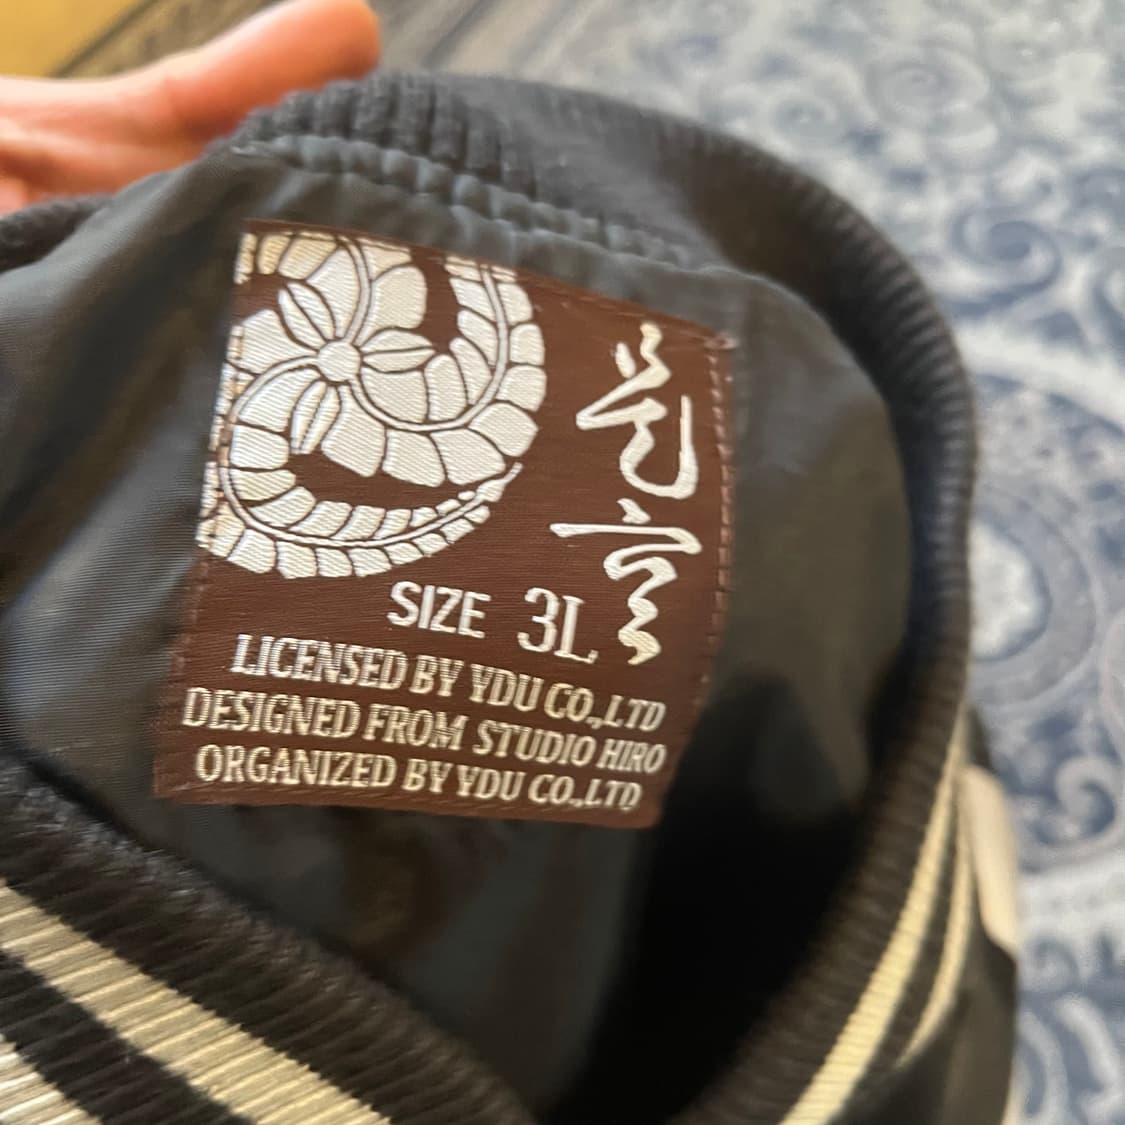 SIZE 3L
LICENSED BY YDU CO.,LTD
DESIGNED FROM STUDIO HIRO
ORGANIZED BY YDU CO.,LTD